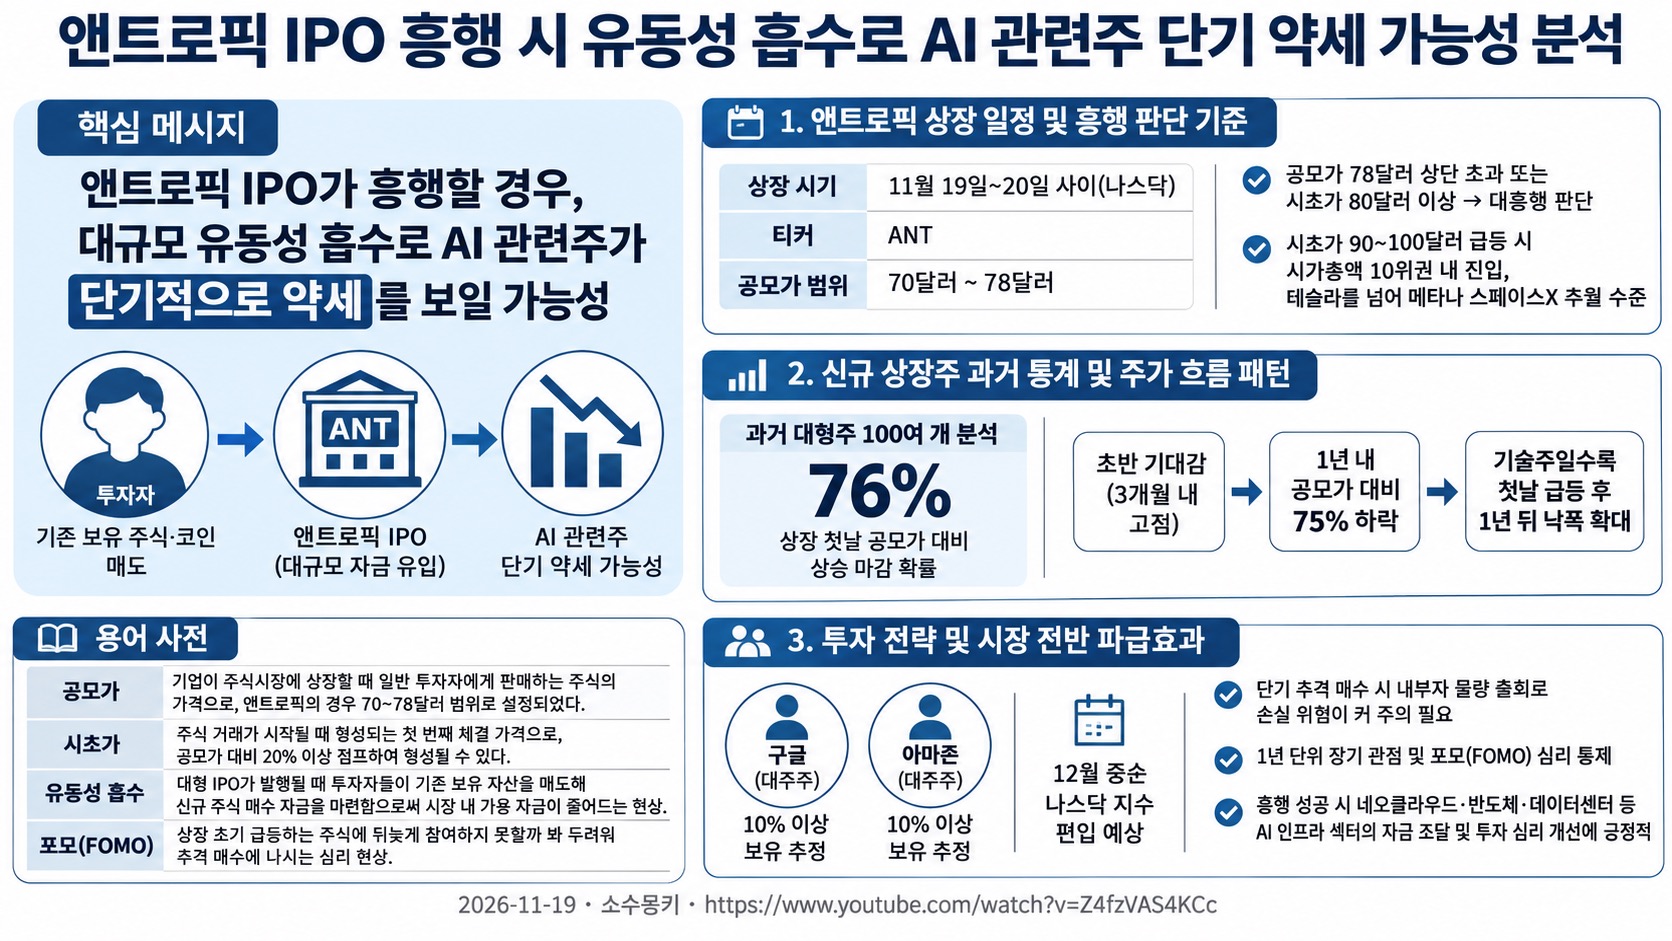 앤트로픽 IPO 흥행 시 유동성 흡수로 AI 관련주 단기 약세 가능성 분석
핵심 메시지
앤트로픽 IPO가 흥행할 경우,
대규모 유동성 흡수로 AI 관련주가
단기적으로 약세를 보일 가능성
투자자
기존 보유 주식·코인
매도
ANT
앤트로픽 IPO
(대규모 자금 유입)
AI 관련주
단기 약세 가능성
1. 앤트로픽 상장 일정 및 흥행 판단 기준
상장 시기 11월 19일~20일 사이(나스닥)
티커 ANT
공모가 범위 70달러 ~ 78달러
공모가 78달러 상단 초과 또는
시초가 80달러 이상 → 대흥행 판단
시초가 90~100달러 급등 시
시가총액 10위권 내 진입,
테슬라를 넘어 메타나 스페이스X 추월 수준
2. 신규 상장주 과거 통계 및 주가 흐름 패턴
과거 대형주 100여 개 분석
76%
상장 첫날 공모가 대비
상승 마감 확률
초반 기대감
(3개월 내
고점)
1년 내
공모가 대비
75% 하락
기술주일수록
첫날 급등 후
1년 뒤 낙폭 확대
용어 사전
공모가
기업이 주식시장에 상장할 때 일반 투자자에게 판매하는 주식의
가격으로, 앤트로픽의 경우 70~78달러 범위로 설정되었다.
시초가
주식 거래가 시작될 때 형성되는 첫 번째 체결 가격으로,
공모가 대비 20% 이상 점프하여 형성될 수 있다.
유동성 흡수
대형 IPO가 발행될 때 투자자들이 기존 보유 자산을 매도해
신규 주식 매수 자금을 마련함으로써 시장 내 가용 자금이 줄어드는 현상.
포모(FOMO)
상장 초기 급등하는 주식에 뒤늦게 참여하지 못할까 봐 두려워
추격 매수에 나시는 심리 현상.
3. 투자 전략 및 시장 전반 파급효과
구글
(대주주)
10% 이상
보유 추정
아마존
(대주주)
10% 이상
보유 추정
12월 중순
나스닥 지수
편입 예상
단기 추격 매수 시 내부자 물량 출회로
손실 위험이 커 주의 필요
1년 단위 장기 관점 및 포모(FOMO) 심리 통제
흥행 성공 시 네오클라우드·반도체·데이터센터 등
AI 인프라 섹터의 자금 조달 및 투자 심리 개선에 긍정적
2026-11-19 · 소수몽키 · https://www.youtube.com/watch?v=Z4fzVAS4KCc